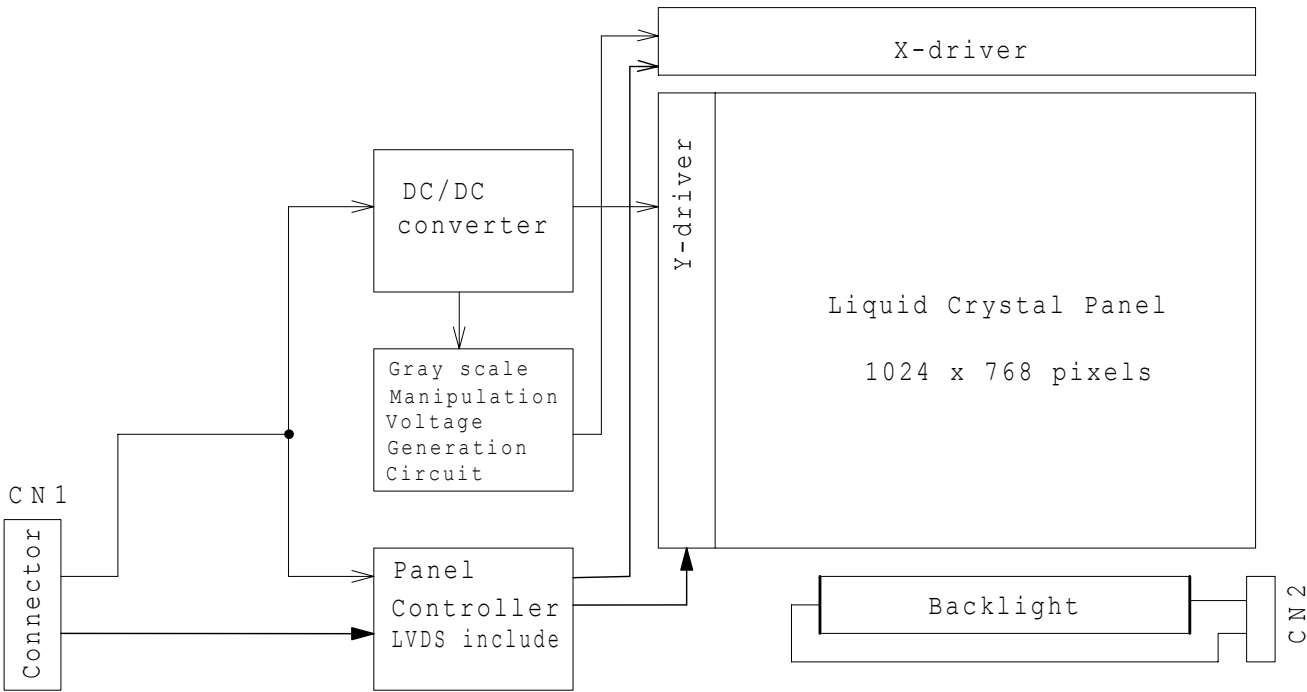 X-driver
Y-driver
DC/DC
converter
Liquid Crystal Panel
1024 x 768 pixels
Gray scale
Manipulation
Voltage
Generation
Circuit
CN1
Connector
Panel
Controller
LVDS include
Backlight
CN2